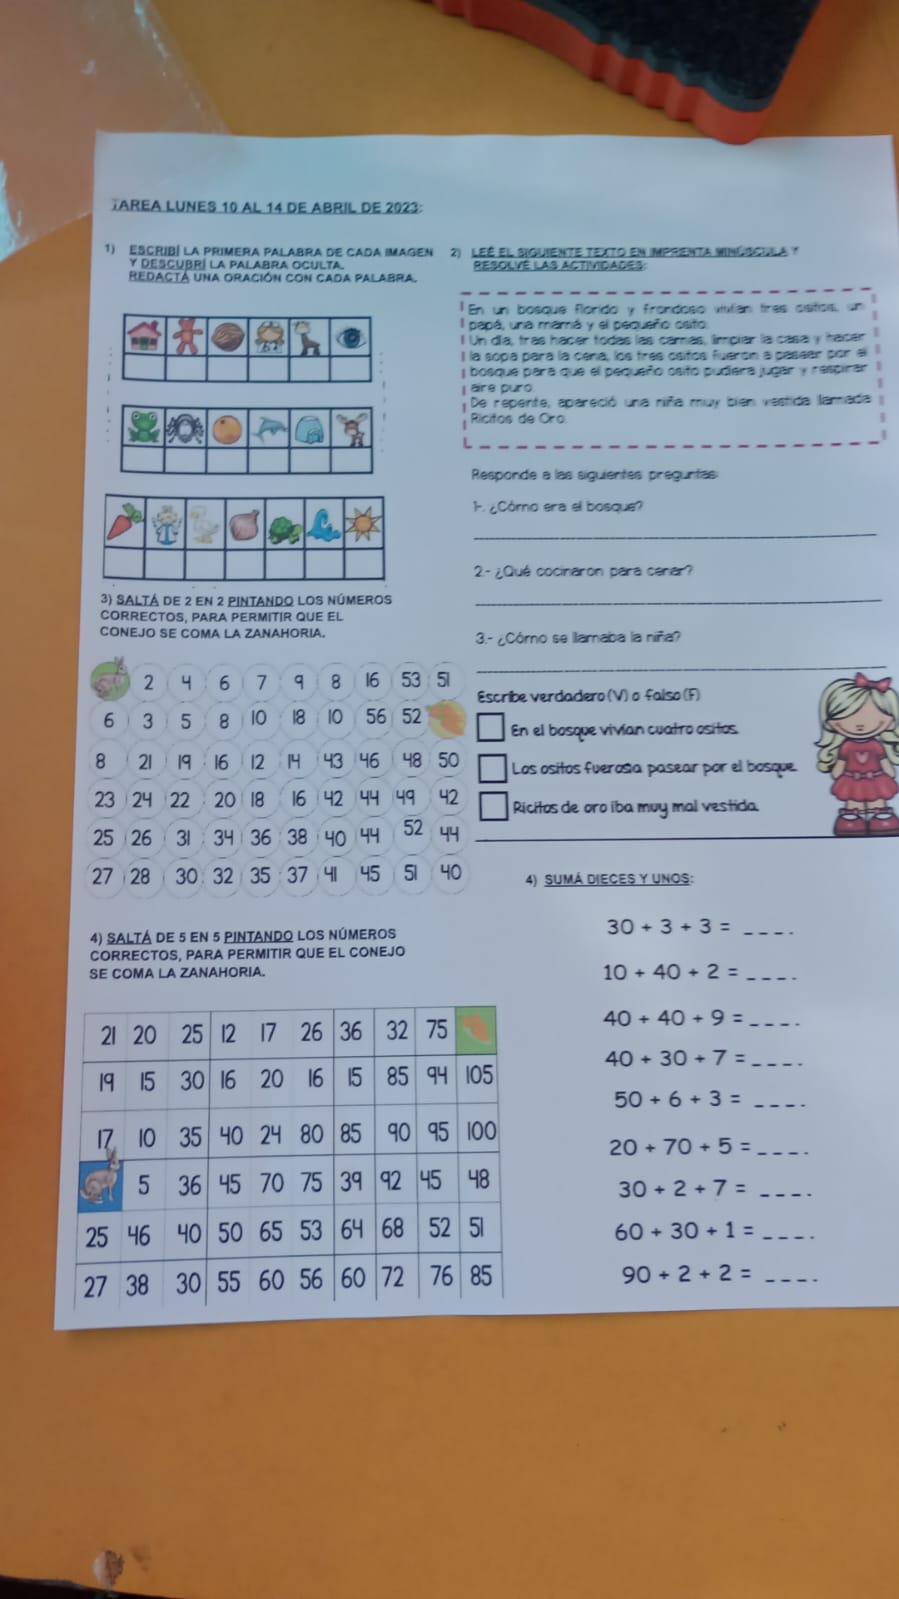 TAREA LUNES 10 AL 14 DE ABRIL DE 2023:
1) ESCRIBÍ LA PRIMERA PALABRA DE CADA IMAGEN
Y DESCUBRÍ LA PALABRA OCULTA.
REDACTÁ UNA ORACIÓN CON CADA PALABRA.
2) LEÉ EL SIGUIENTE TEXTO EN IMPRENTA MINÚSCULA Y
RESOLVÉ LAS ACTIVIDADES:
En un bosque florido y frondoso vivían tres ositos, un
papá, una mamá y el pequeño osito.
Un día, tras hacer todas las camas, limpiar la casa y hacer
la sopa para la cena, los tres ositos fueron a pasear por el
bosque para que el pequeño osito pudiera jugar y respirar
aire puro.
De repente, apareció una niña muy bien vestida llamada
Ricitos de Oro.
Responde a las siguientes preguntas:
1-. ¿Cómo era el bosque?
2.- ¿Qué cocinaron para cenar?
3.- ¿Cómo se llamaba la niña?
Escribe verdadero (V) o falso (F)
En el bosque vivían cuatro ositos.
Los ositos fueros a pasear por el bosque.
Ricitos de oro iba muy mal vestida.
3) SALTÁ DE 2 EN 2 PINTANDO LOS NÚMEROS
CORRECTOS, PARA PERMITIR QUE EL
CONEJO SE COMA LA ZANAHORIA.
2 4 6 7 9 8 16 53 51
6 3 5 8 10 18 10 56 52
8 21 19 16 12 14 43 46 48 50
23 24 22 20 18 16 42 44 49 42
25 26 31 34 36 38 40 44 52 44
27 28 30 32 35 37 41 45 51 40
4) SALTÁ DE 5 EN 5 PINTANDO LOS NÚMEROS
CORRECTOS, PARA PERMITIR QUE EL CONEJO
SE COMA LA ZANAHORIA.
21 20 25 12 17 26 36 32 75
19 15 30 16 20 16 15 85 94 105
17 10 35 40 24 80 85 90 95 100
5 36 45 70 75 39 92 45 48
25 46 40 50 65 53 64 68 52 51
27 38 30 55 60 56 60 72 76 85
4) SUMÁ DIECES Y UNOS:
30 + 3 + 3 = _ _ _ .
10 + 40 + 2 = _ _ _ .
40 + 40 + 9 = _ _ _ .
40 + 30 + 7 = _ _ _ .
50 + 6 + 3 = _ _ _ .
20 + 70 + 5 = _ _ _ .
30 + 2 + 7 = _ _ _ .
60 + 30 + 1 = _ _ _ .
90 + 2 + 2 = _ _ _ .